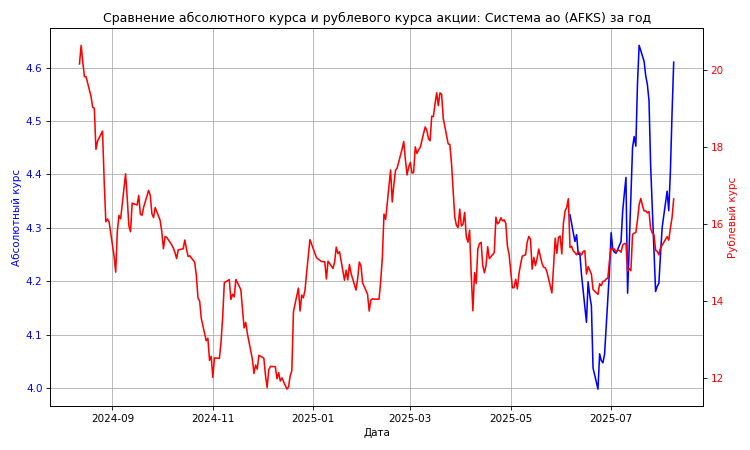 Сравнение абсолютного курса и рублевого курса акции: Система ао (AFKS) за год
4.6
4.5
4.4
4.3
4.2
4.1
4.0
Абсолютный курс
20
18
16
14
12
Рублевый курс
2024-09 2024-11 2025-01 2025-03 2025-05 2025-07
Дата